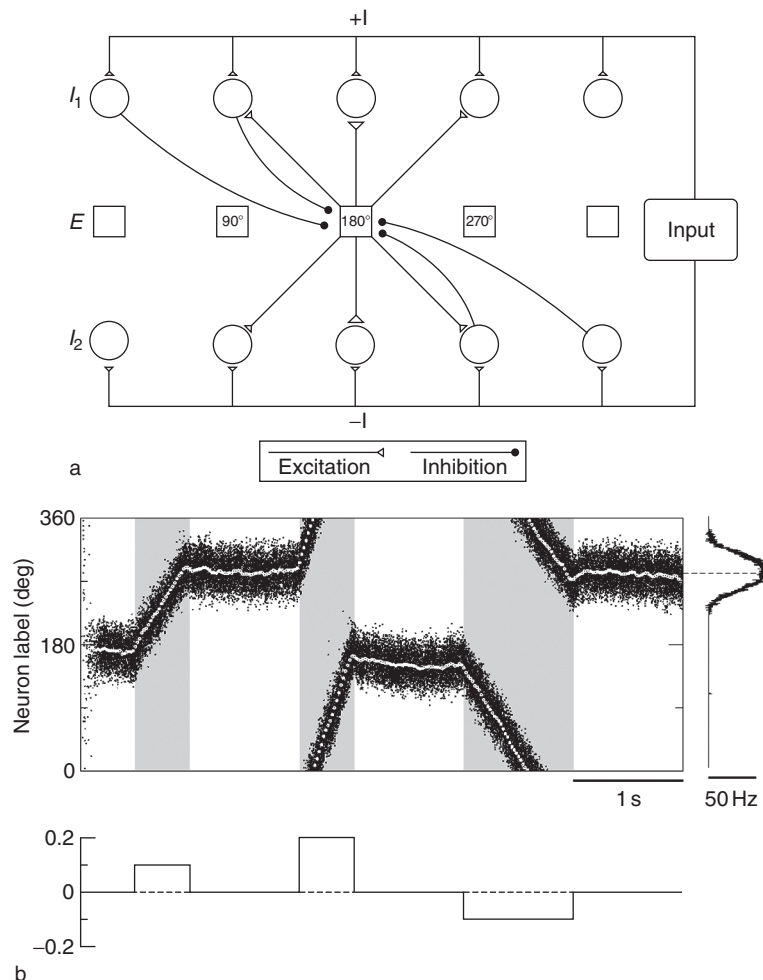 +I
I1
E
90°
180°
270°
Input
I2
−I
Excitation
Inhibition
a
360
180
0
Neuron label (deg)
1 s
50 Hz
0.2
0
−0.2
b